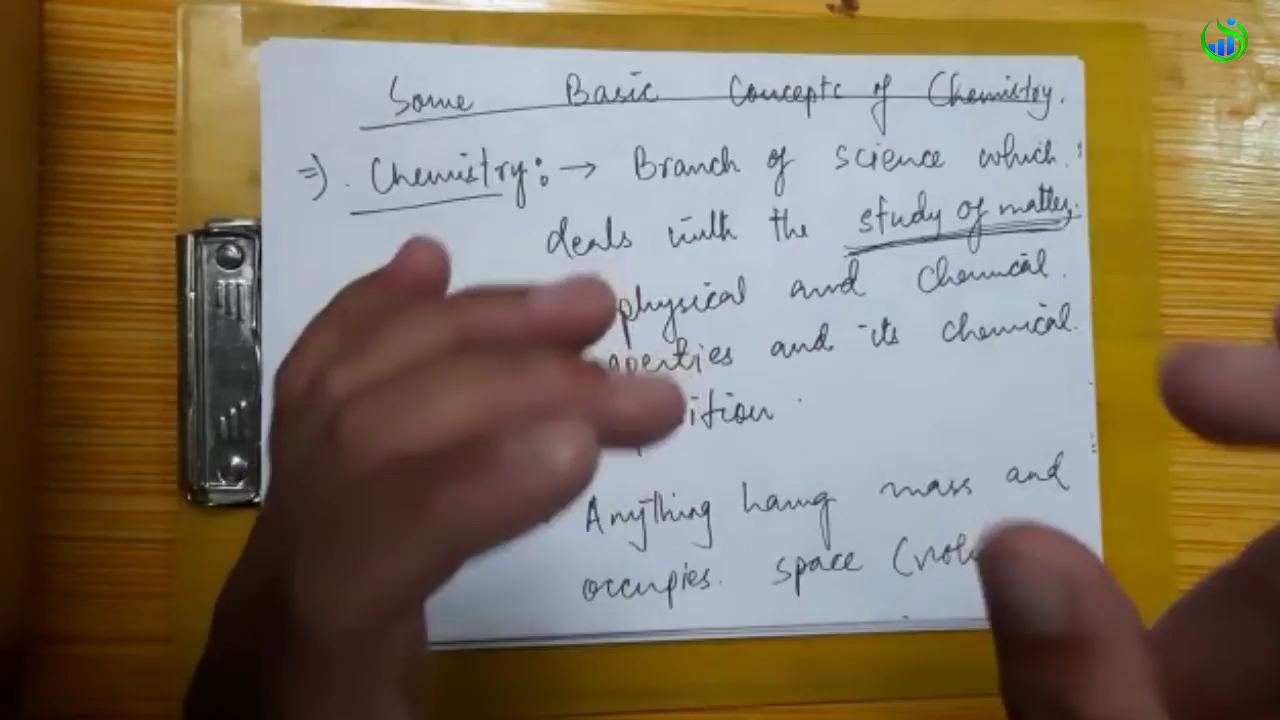 Some Basic Concepts of Chemistry.
⇒ Chemistry:→ Branch of science which
deals with the study of matter.
physical and chemical.
and its chemical.
Anything having mass and
occupies. space